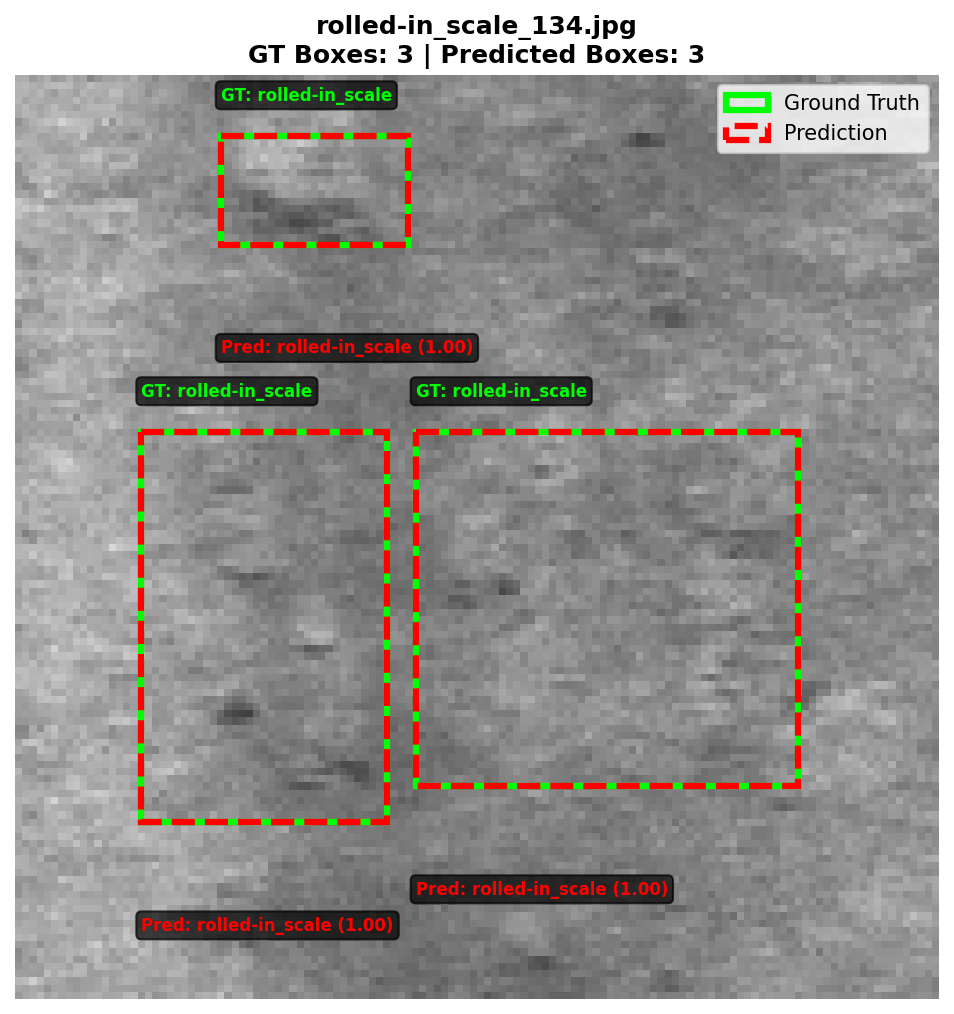 rolled-in_scale_134.jpg
GT Boxes: 3 | Predicted Boxes: 3
GT: rolled-in_scale
Ground Truth
Prediction
Pred: rolled-in_scale (1.00)
GT: rolled-in_scale
GT: rolled-in_scale
Pred: rolled-in_scale (1.00)
Pred: rolled-in_scale (1.00)